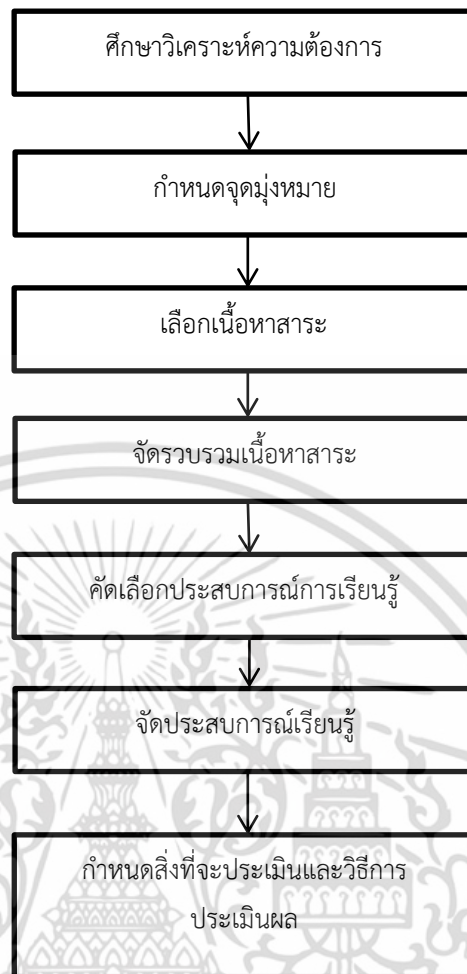 ศึกษาวิเคราะห์ความต้องการ
กำหนดจุดมุ่งหมาย
เลือกเนื้อหาสาระ
จัดรวบรวมเนื้อหาสาระ
คัดเลือกประสบการณ์การเรียนรู้
จัดประสบการณ์เรียนรู้
กำหนดสิ่งที่จะประเมินและวิธีการ
ประเมินผล